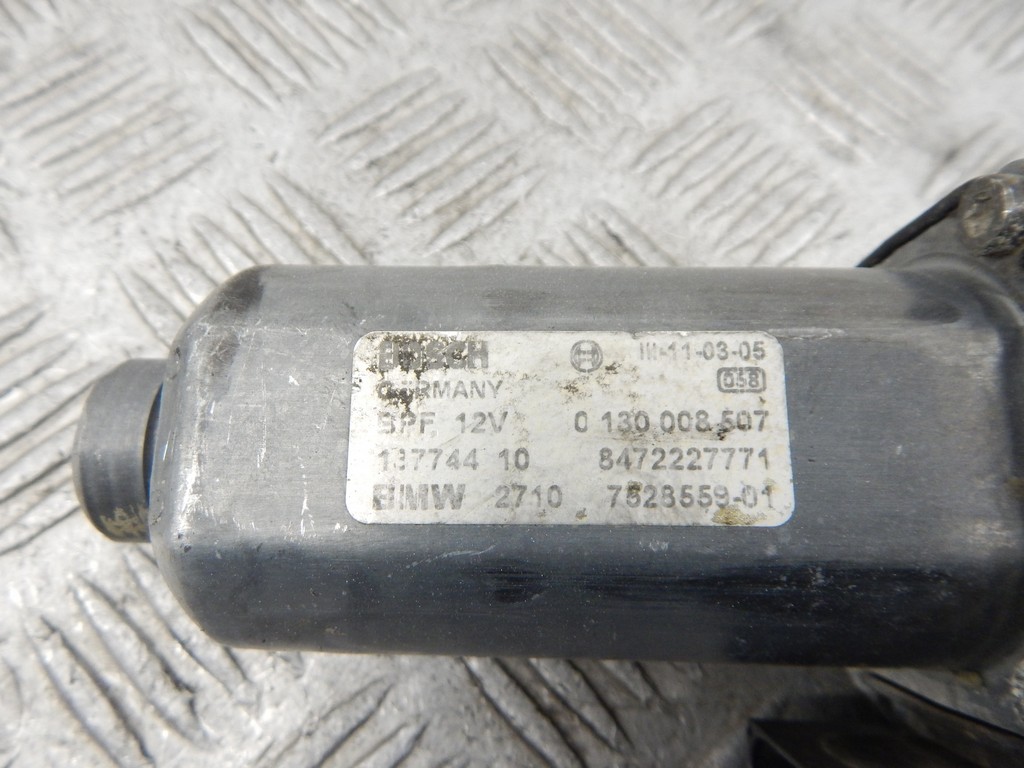 BOSCH III-11-03-05
GERMANY 058
BPF 12V 0 130 008 507
137744 10 8472227771
BMW 2710 7528559-01